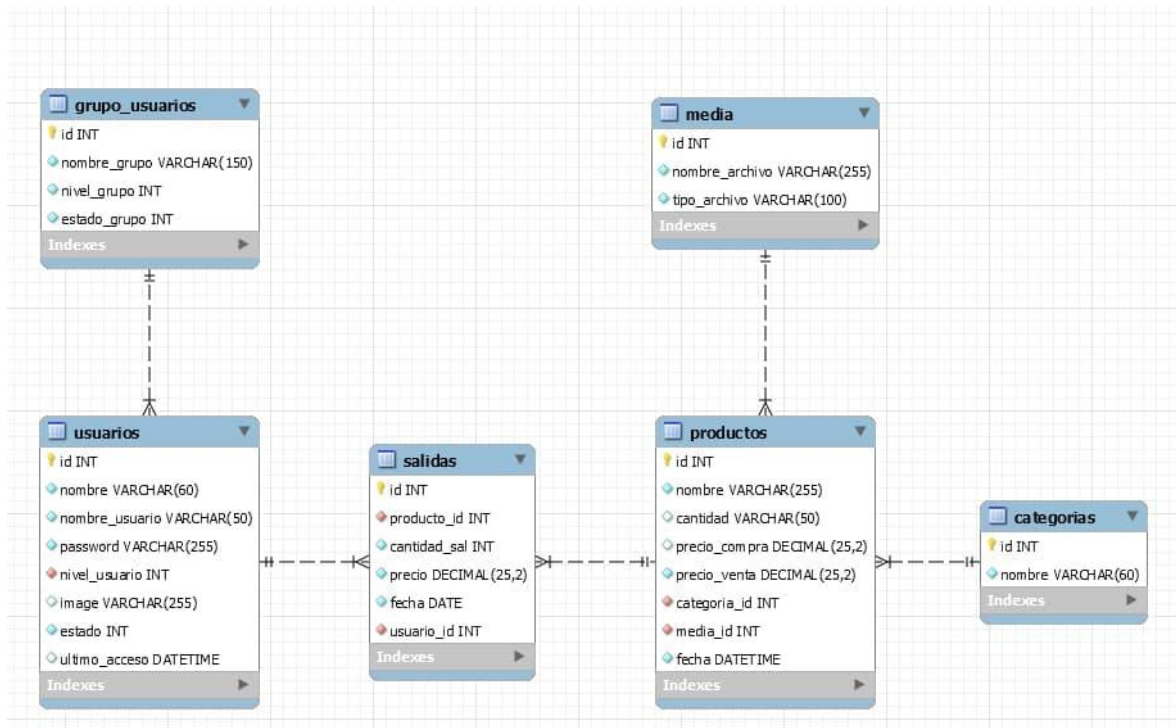 grupo_usuarios
id INT
nombre_grupo VARCHAR(150)
nivel_grupo INT
estado_grupo INT
Indexes
media
id INT
nombre_archivo VARCHAR(255)
tipo_archivo VARCHAR(100)
Indexes
usuarios
id INT
nombre VARCHAR(60)
nombre_usuario VARCHAR(50)
password VARCHAR(255)
nivel_usuario INT
image VARCHAR(255)
estado INT
ultimo_acceso DATETIME
Indexes
salidas
id INT
producto_id INT
cantidad_sal INT
precio DECIMAL(25,2)
fecha DATE
usuario_id INT
Indexes
productos
id INT
nombre VARCHAR(255)
cantidad VARCHAR(50)
precio_compra DECIMAL(25,2)
precio_venta DECIMAL(25,2)
categoria_id INT
media_id INT
fecha DATETIME
Indexes
categorias
id INT
nombre VARCHAR(60)
Indexes